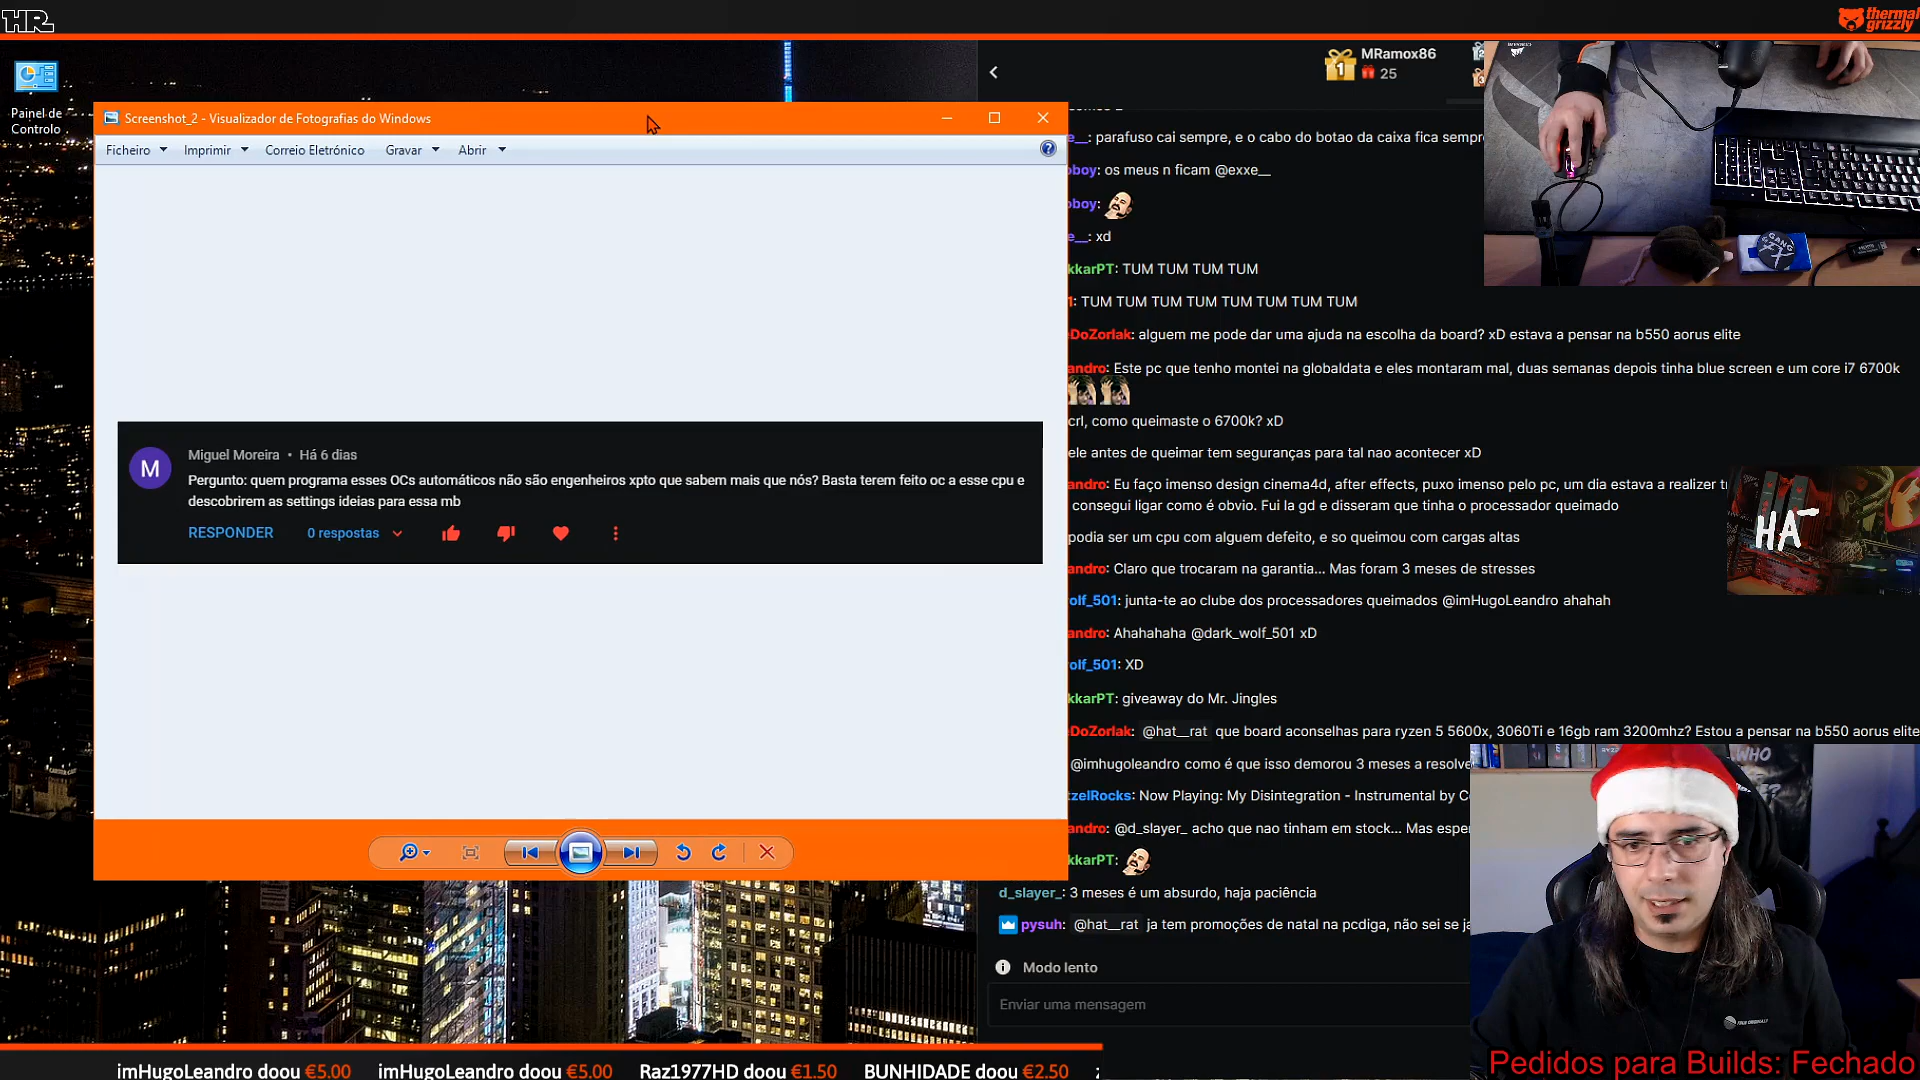 HR.
thermal
grizzly
Painel de
Controlo
Screenshot_2 - Visualizador de Fotografias do Windows
Ficheiro
Imprimir
Correio Eletrónico
Gravar
Abrir
Miguel Moreira • Há 6 dias
Pergunto: quem programa esses OCs automáticos não são engenheiros xpto que sabem mais que nós? Basta terem feito oc a esse cpu e
descobrirem as settings ideias para essa mb
RESPONDER
0 respostas
M
MRamox86
1
25
e__: parafuso cai sempre, e o cabo do botao da caixa fica sempr
oboy: os meus n ficam @exxe__
oboy:
e__: xd
kkarPT: TUM TUM TUM TUM
1: TUM TUM TUM TUM TUM TUM TUM TUM
DoZorlak: alguem me pode dar uma ajuda na escolha da board? xD estava a pensar na b550 aorus elite
andro: Este pc que tenho montei na globaldata e eles montaram mal, duas semanas depois tinha blue screen e um core i7 6700k
crl, como queimaste o 6700k? xD
ele antes de queimar tem seguranças para tal nao acontecer xD
andro: Eu faço imenso design cinema4d, after effects, puxo imenso pelo pc, um dia estava a realizer t
consegui ligar como é obvio. Fui la gd e disseram que tinha o processador queimado
podia ser um cpu com alguem defeito, e so queimou com cargas altas
andro: Claro que trocaram na garantia... Mas foram 3 meses de stresses
olf_501: junta-te ao clube dos processadores queimados @imHugoLeandro ahahah
andro: Ahahahaha @dark_wolf_501 xD
olf_501: XD
kkarPT: giveaway do Mr. Jingles
DoZorlak: @hat__rat que board aconselhas para ryzen 5 5600x, 3060Ti e 16gb ram 3200mhz? Estou a pensar na b550 aorus elite
@imhugoleandro como é que isso demorou 3 meses a resolve
tzelRocks: Now Playing: My Disintegration - Instrumental by C
andro: @d_slayer_ acho que nao tinham em stock... Mas esper
kkarPT:
d_slayer_: 3 meses é um absurdo, haja paciência
pysuh: @hat__rat ja tem promoções de natal na pcdiga, não sei se ja
Modo lento
Enviar uma mensagem
GANG
HA
WHO
?
imHugoLeandro doou €5.00
imHugoLeandro doou €5.00
Raz1977HD doou €1.50
BUNHIDADE doou €2.50
Pedidos para Builds: Fechado